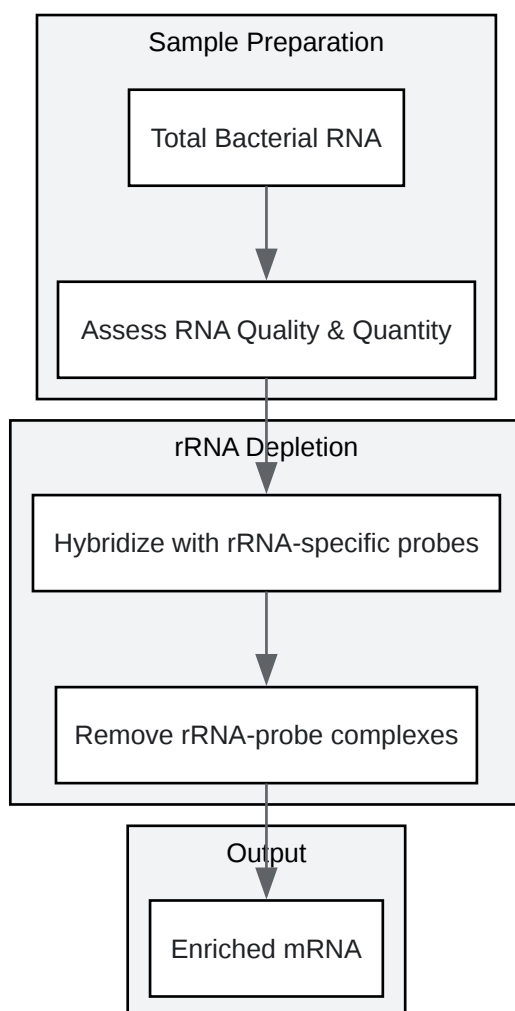 Sample Preparation
Total Bacterial RNA
Assess RNA Quality & Quantity
rRNA Depletion
Hybridize with rRNA-specific probes
Remove rRNA-probe complexes
Output
Enriched mRNA